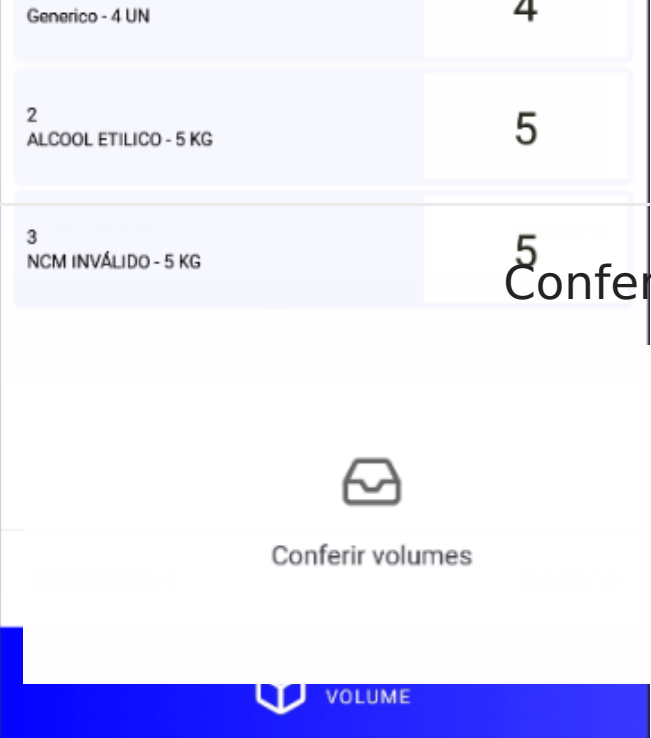 Generico - 4 UN
4
2
ALCOOL ETILICO - 5 KG
5
3
NCM INVÁLIDO - 5 KG
5
Confer
Conferir volumes
VOLUME